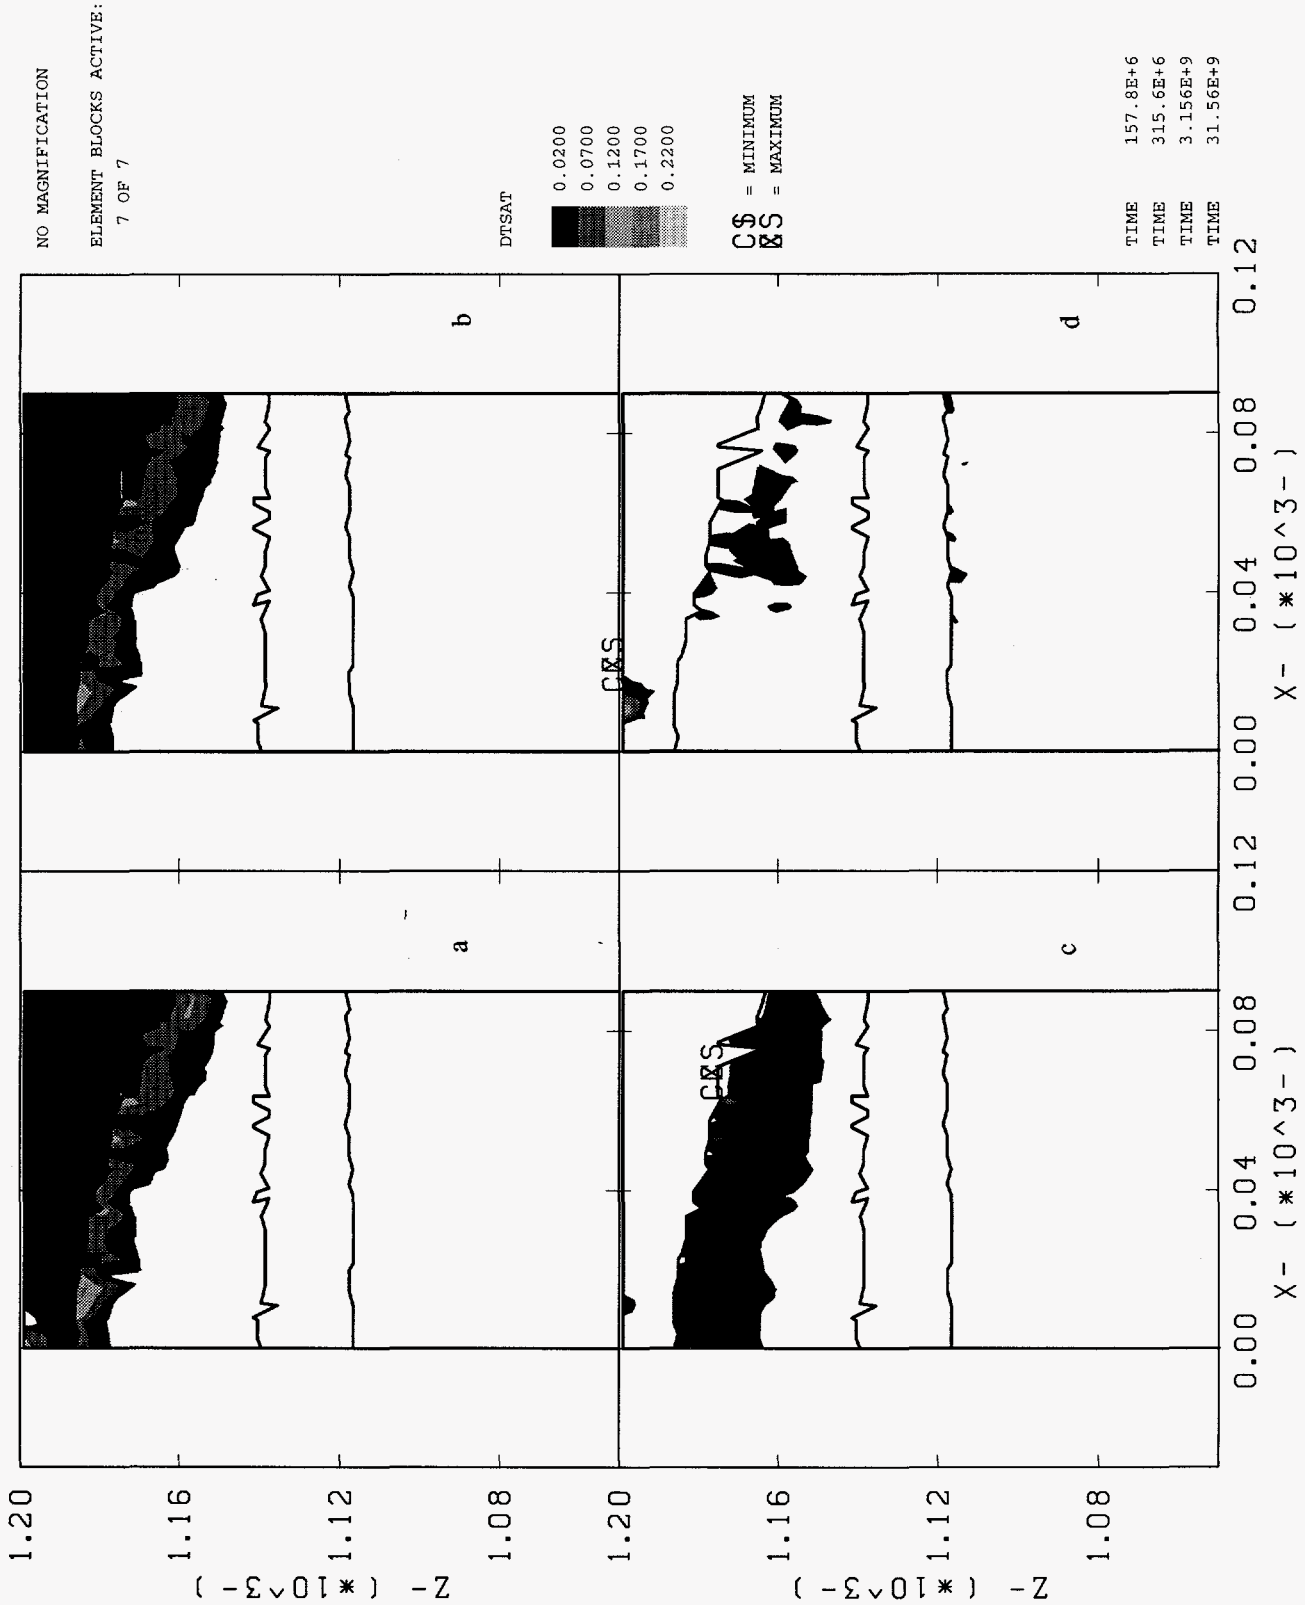 NO MAGNIFICATION
ELEMENT BLOCKS ACTIVE:
7 OF 7
DTSAT
0.0200
0.0700
0.1200
0.1700
0.2200
= MINIMUM
= MAXIMUM
TIME 157.8E+6
TIME 315.6E+6
TIME 3.156E+9
TIME 31.56E+9
b
d
a
c
1.20
1.16
1.12
1.08
Z- (*10^3-)
1.20
1.16
1.12
1.08
Z- (*10^3-)
0.00
0.04
0.08
0.12
X- (*10^3-)
0.00
0.04
0.08
0.12
X- (*10^3-)